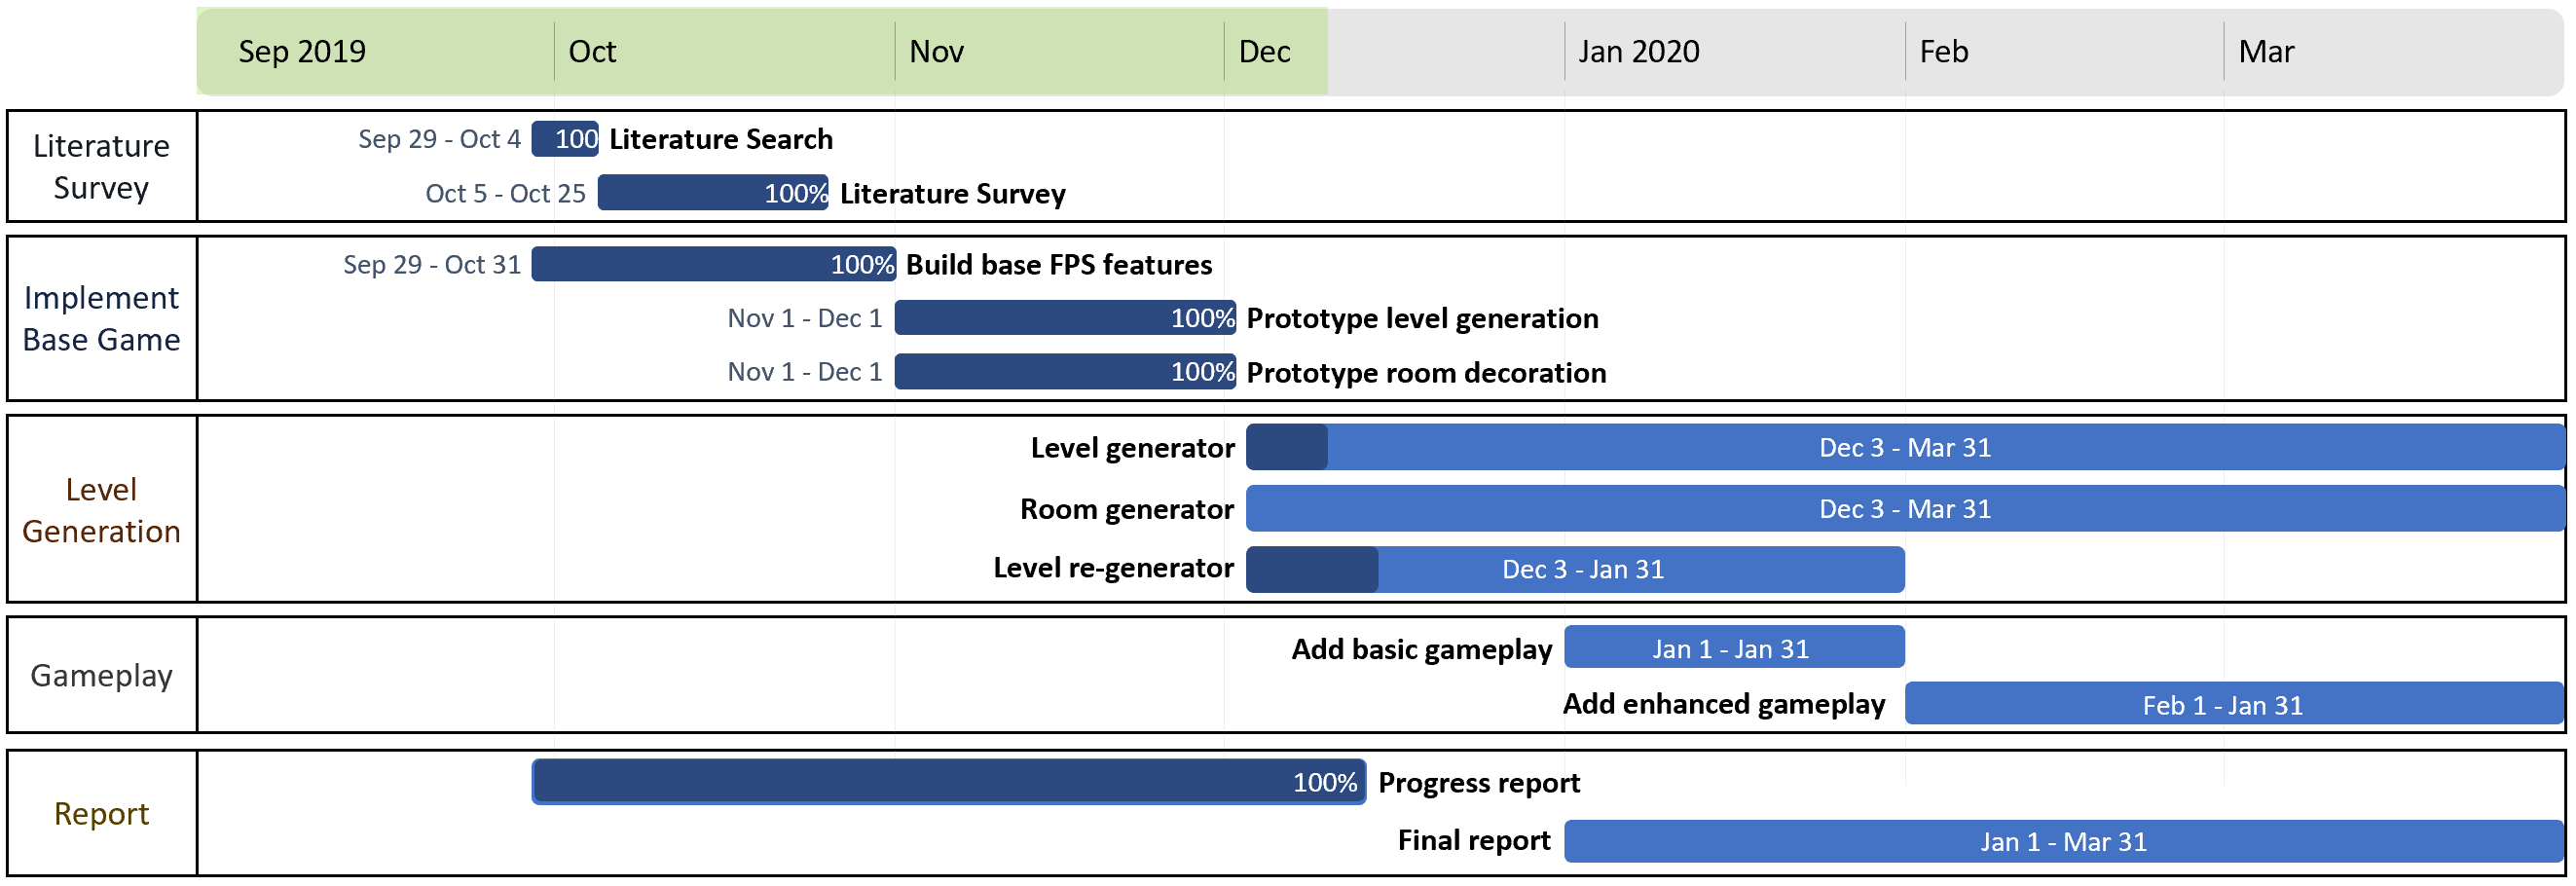 Sep 2019 Oct Nov Dec Jan 2020 Feb Mar
Literature
Survey
Sep 29 - Oct 4 100 Literature Search
Oct 5 - Oct 25 100% Literature Survey
Implement
Base Game
Sep 29 - Oct 31 100% Build base FPS features
Nov 1 - Dec 1 100% Prototype level generation
Nov 1 - Dec 1 100% Prototype room decoration
Level
Generation
Level generator Dec 3 - Mar 31
Room generator Dec 3 - Mar 31
Level re-generator Dec 3 - Jan 31
Gameplay
Add basic gameplay Jan 1 - Jan 31
Add enhanced gameplay Feb 1 - Jan 31
Report
100% Progress report
Final report Jan 1 - Mar 31